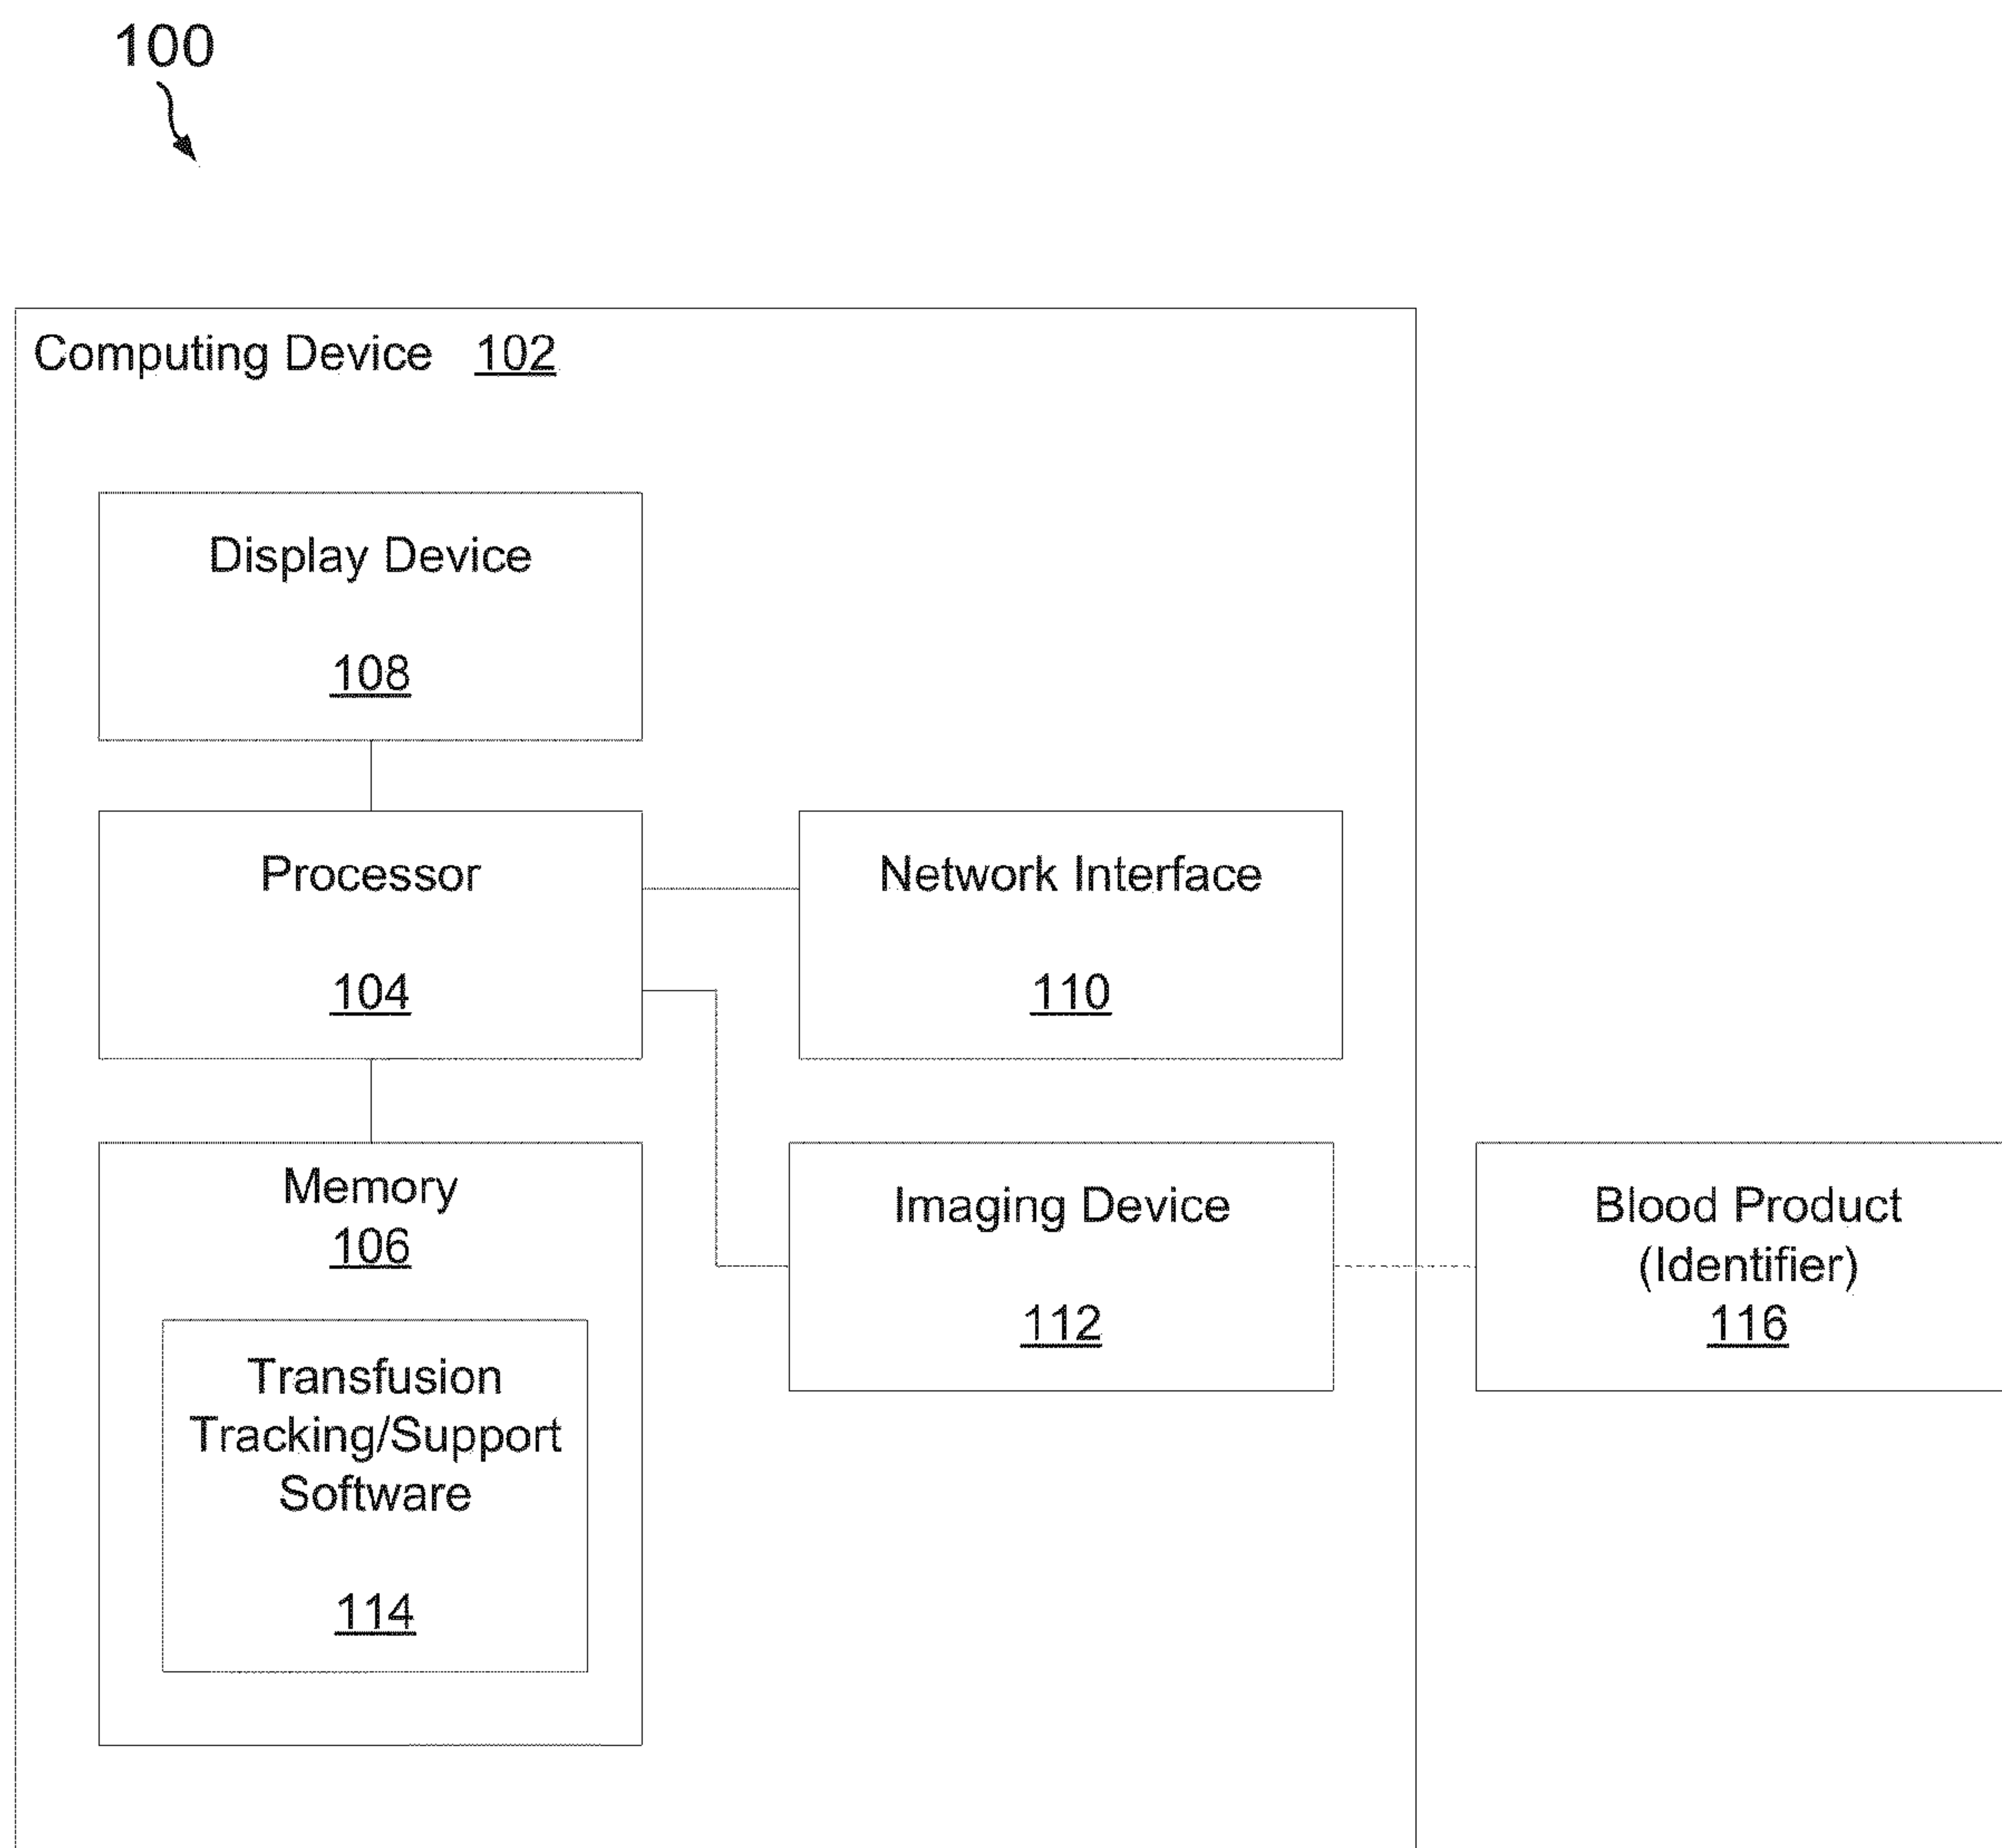 100
Computing Device 102
Display Device
108
Processor
104
Network Interface
110
Memory
106
Transfusion
Tracking/Support
Software
114
Imaging Device
112
Blood Product
(Identifier)
116